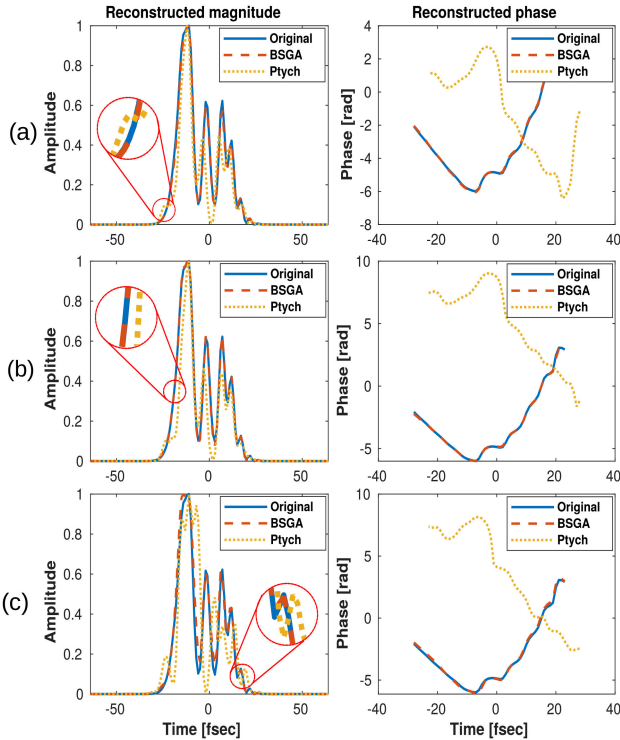 Reconstructed magnitude
Reconstructed phase
(a)
Amplitude
1
0.8
0.6
0.4
0.2
0
-50
0
50
Original
BSGA
Ptych
Phase [rad]
4
2
0
-2
-4
-6
-8
-40
-20
0
20
40
Original
BSGA
Ptych
(b)
Amplitude
1
0.8
0.6
0.4
0.2
0
-50
0
50
Original
BSGA
Ptych
Phase [rad]
10
5
0
-5
-40
-20
0
20
40
Original
BSGA
Ptych
(c)
Amplitude
1
0.8
0.6
0.4
0.2
0
-50
0
50
Time [fsec]
Original
BSGA
Ptych
Phase [rad]
10
5
0
-5
-40
-20
0
20
40
Time [fsec]
Original
BSGA
Ptych